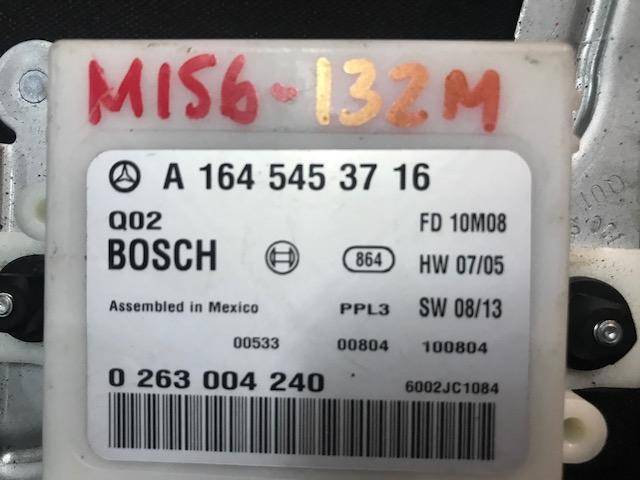 M156-132M
A 164 545 37 16
Q02 FD 10M08
BOSCH 864 HW 07/05
Assembled in Mexico PPL3 SW 08/13
00533 00804 100804
0 263 004 240 6002JC1084